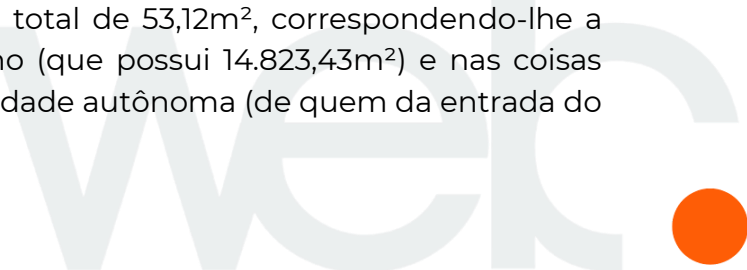 total de 53,12m², correspondendo-lhe a
no (que possui 14.823,43m²) e nas coisas
dade autônoma (de quem da entrada do